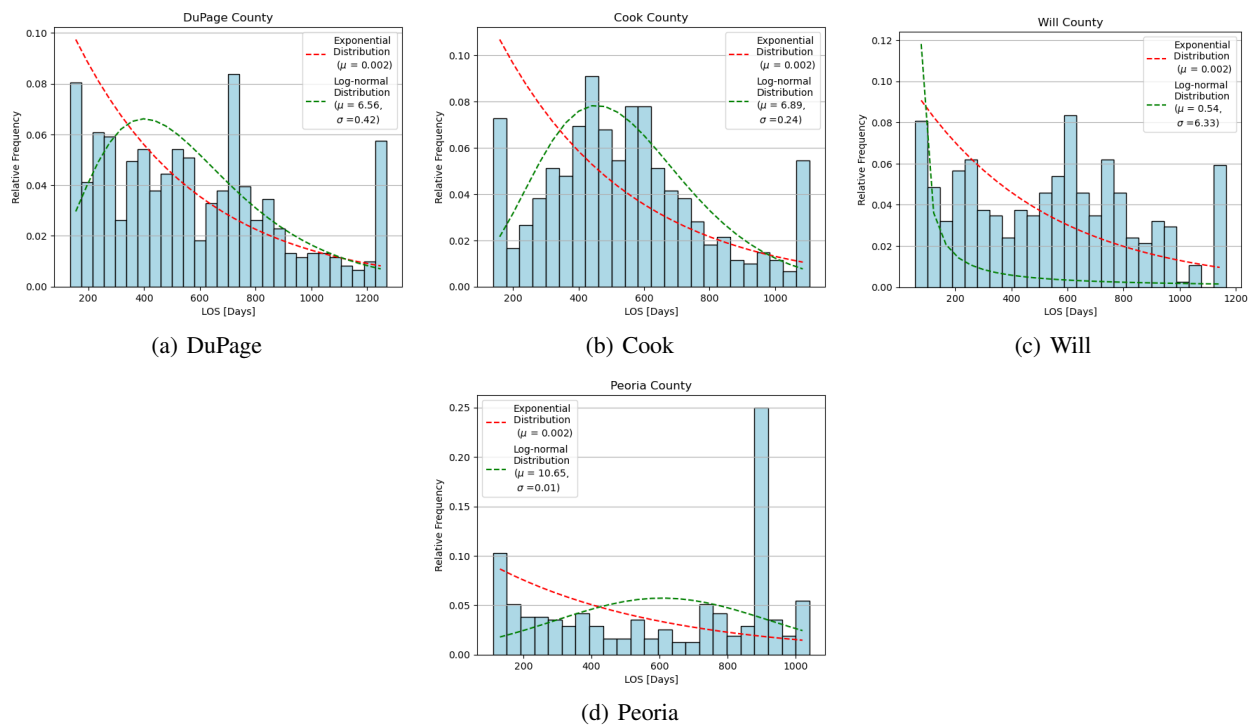 DuPage County
0.10
0.08
0.06
0.04
0.02
0.00
Relative Frequency
200 400 600 800 1000 1200
LOS [Days]
Exponential
Distribution
(μ = 0.002)
Log-normal
Distribution
(μ = 6.56,
σ =0.42)
(a) DuPage
Cook County
0.10
0.08
0.06
0.04
0.02
0.00
Relative Frequency
200 400 600 800 1000
LOS [Days]
Exponential
Distribution
(μ = 0.002)
Log-normal
Distribution
(μ = 6.89,
σ =0.24)
(b) Cook
Will County
0.12
0.10
0.08
0.06
0.04
0.02
0.00
Relative Frequency
200 400 600 800 1000 1200
LOS [Days]
Exponential
Distribution
(μ = 0.002)
Log-normal
Distribution
(μ = 0.54,
σ =6.33)
(c) Will
Peoria County
0.25
0.20
0.15
0.10
0.05
0.00
Relative Frequency
200 400 600 800 1000
LOS [Days]
Exponential
Distribution
(μ = 0.002)
Log-normal
Distribution
(μ = 10.65,
σ =0.01)
(d) Peoria